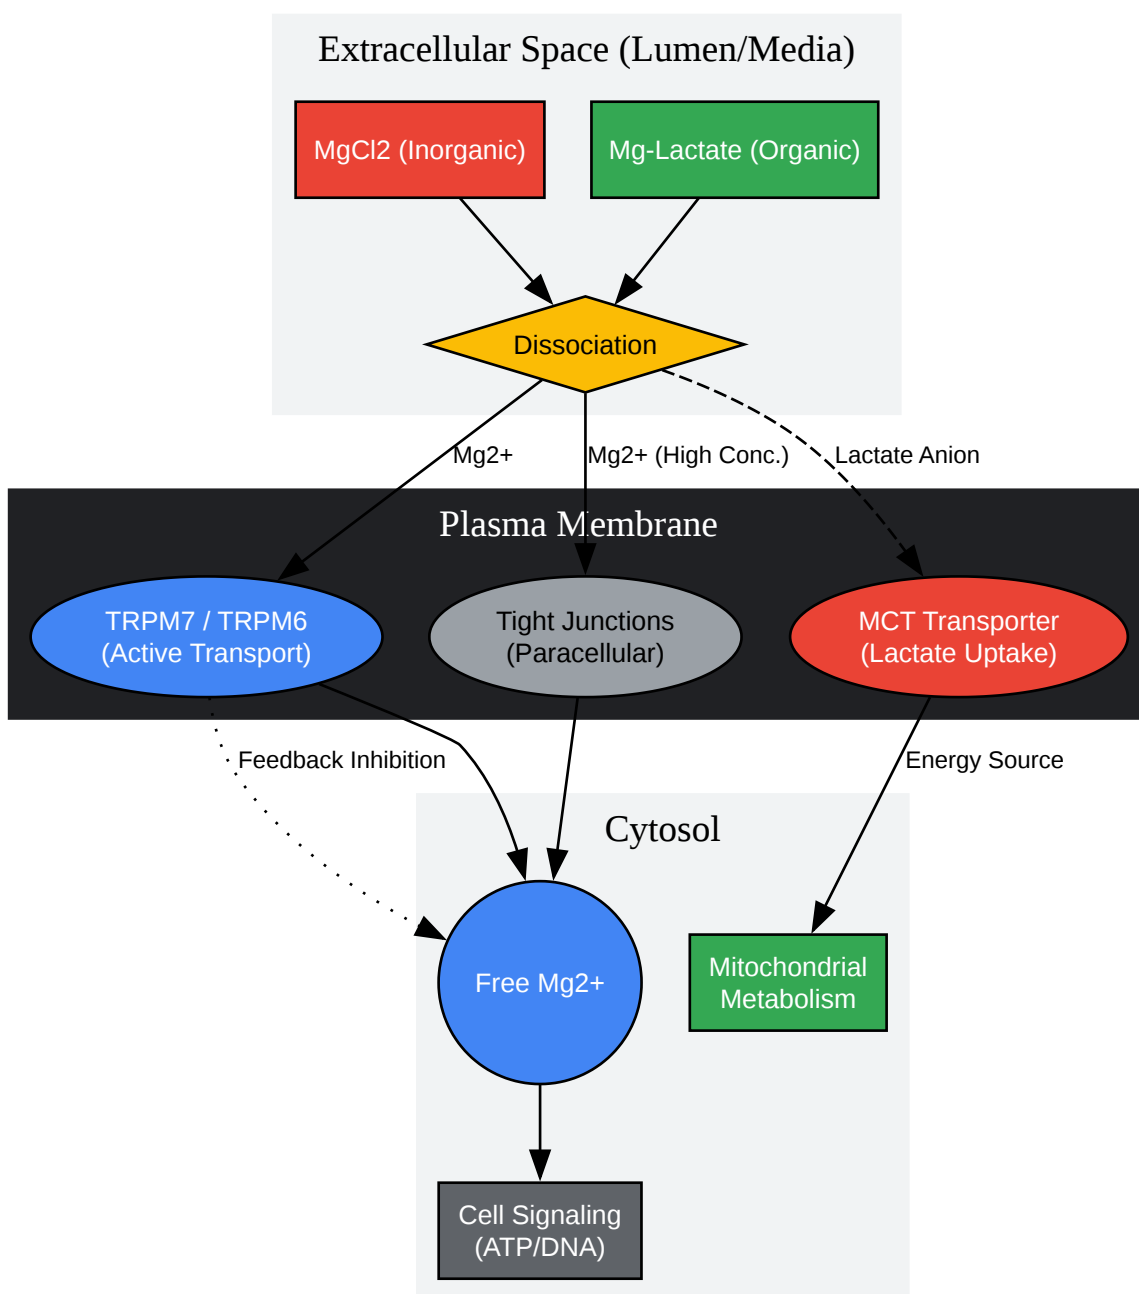 Extracellular Space (Lumen/Media)
MgCl2 (Inorganic)
Mg-Lactate (Organic)
Dissociation
Mg2+
Mg2+ (High Conc.)
Lactate Anion
Plasma Membrane
TRPM7 / TRPM6
(Active Transport)
Tight Junctions
(Paracellular)
MCT Transporter
(Lactate Uptake)
Feedback Inhibition
Energy Source
Cytosol
Free Mg2+
Mitochondrial
Metabolism
Cell Signaling
(ATP/DNA)